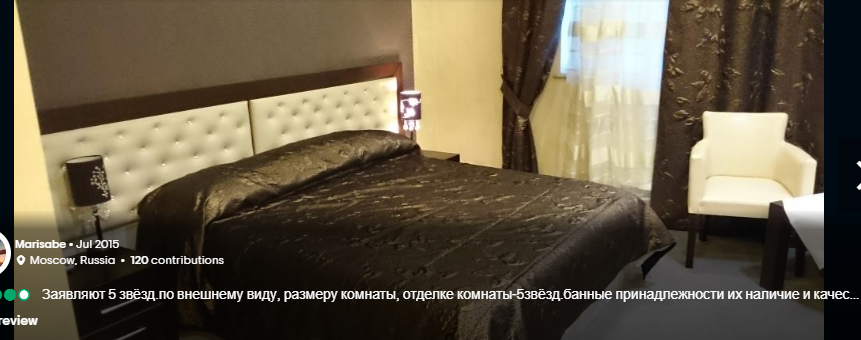 Marisabe • Jul 2015
Moscow, Russia • 120 contributions
Заявляют 5 звёзд.по внешнему виду, размеру комнаты, отделке комнаты-5звёзд.банные принадлежности их наличие и качес...
review